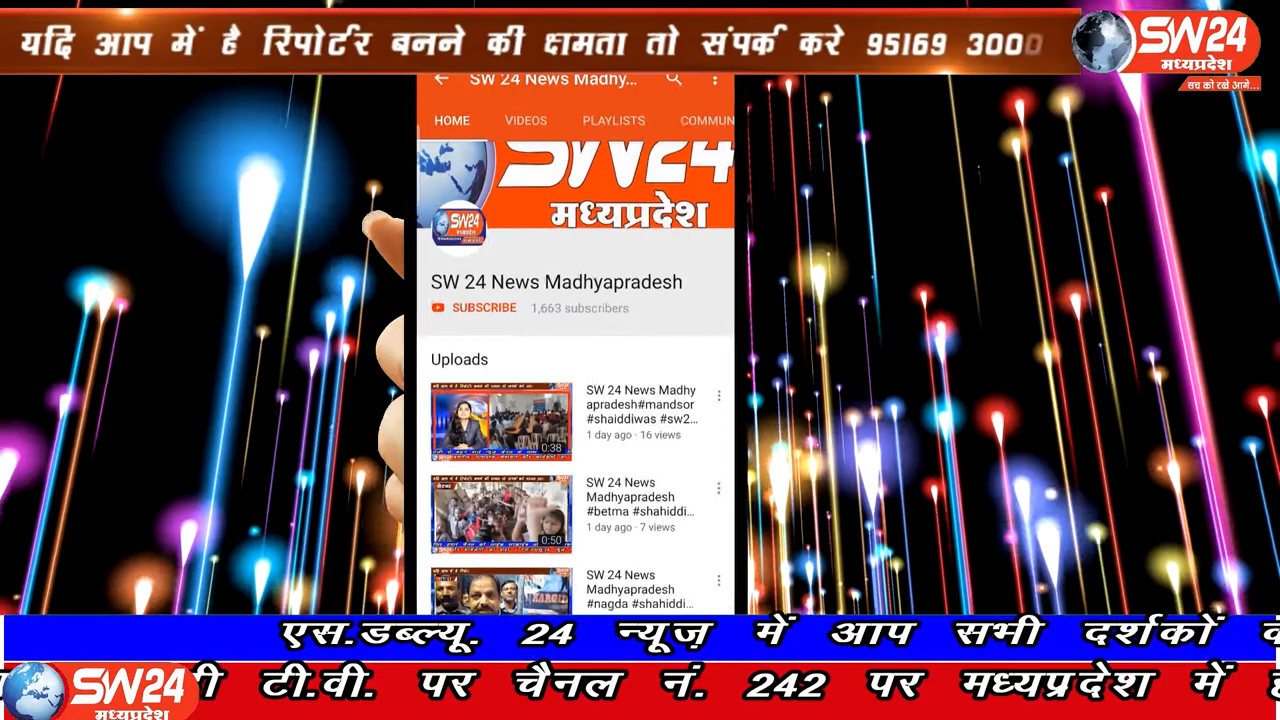 यदि आप में है रिपोर्टर बनने की क्षमता तो संपर्क करे 95169 3000
SW24
मध्यप्रदेश
सच को रखे आगे...
SW 24 News Madhy...
HOME VIDEOS PLAYLISTS COMMUN
SW24
मध्यप्रदेश
SW24
SW 24 News Madhyapradesh
SUBSCRIBE 1,663 subscribers
Uploads
SW 24 News Madhy
apradesh#mandsor
#shaiddiwas #sw2...
1 day ago · 16 views
0:38
SW 24 News
Madhyapradesh
#betma #shahiddi...
1 day ago · 7 views
0:50
SW 24 News
Madhyapradesh
#nagda #shahiddi...
एस.डब्ल्यू. 24 न्यूज़ में आप सभी दर्शकों
टी.वी. पर चैनल नं. 242 पर मध्यप्रदेश में
SW24
मध्यप्रदेश